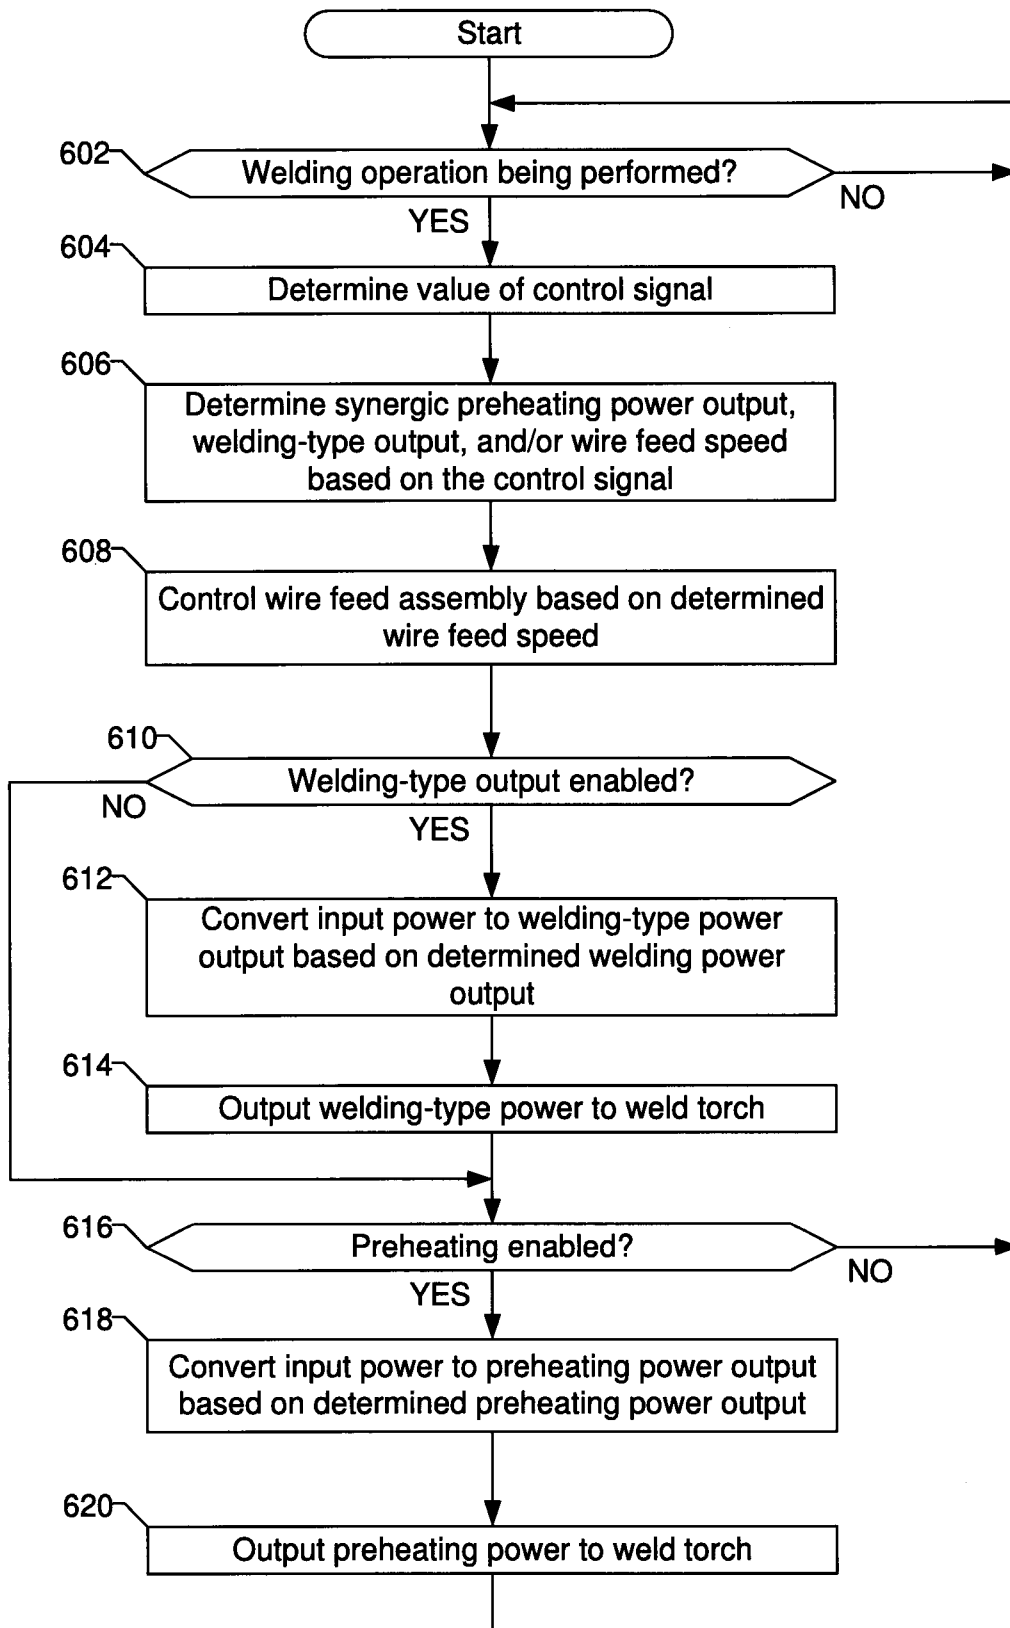 Start
602
Welding operation being performed?
NO
YES
604
Determine value of control signal
606
Determine synergic preheating power output,
welding-type output, and/or wire feed speed
based on the control signal
608
Control wire feed assembly based on determined
wire feed speed
610
Welding-type output enabled?
NO
YES
612
Convert input power to welding-type power
output based on determined welding power
output
614
Output welding-type power to weld torch
616
Preheating enabled?
NO
YES
618
Convert input power to preheating power output
based on determined preheating power output
620
Output preheating power to weld torch